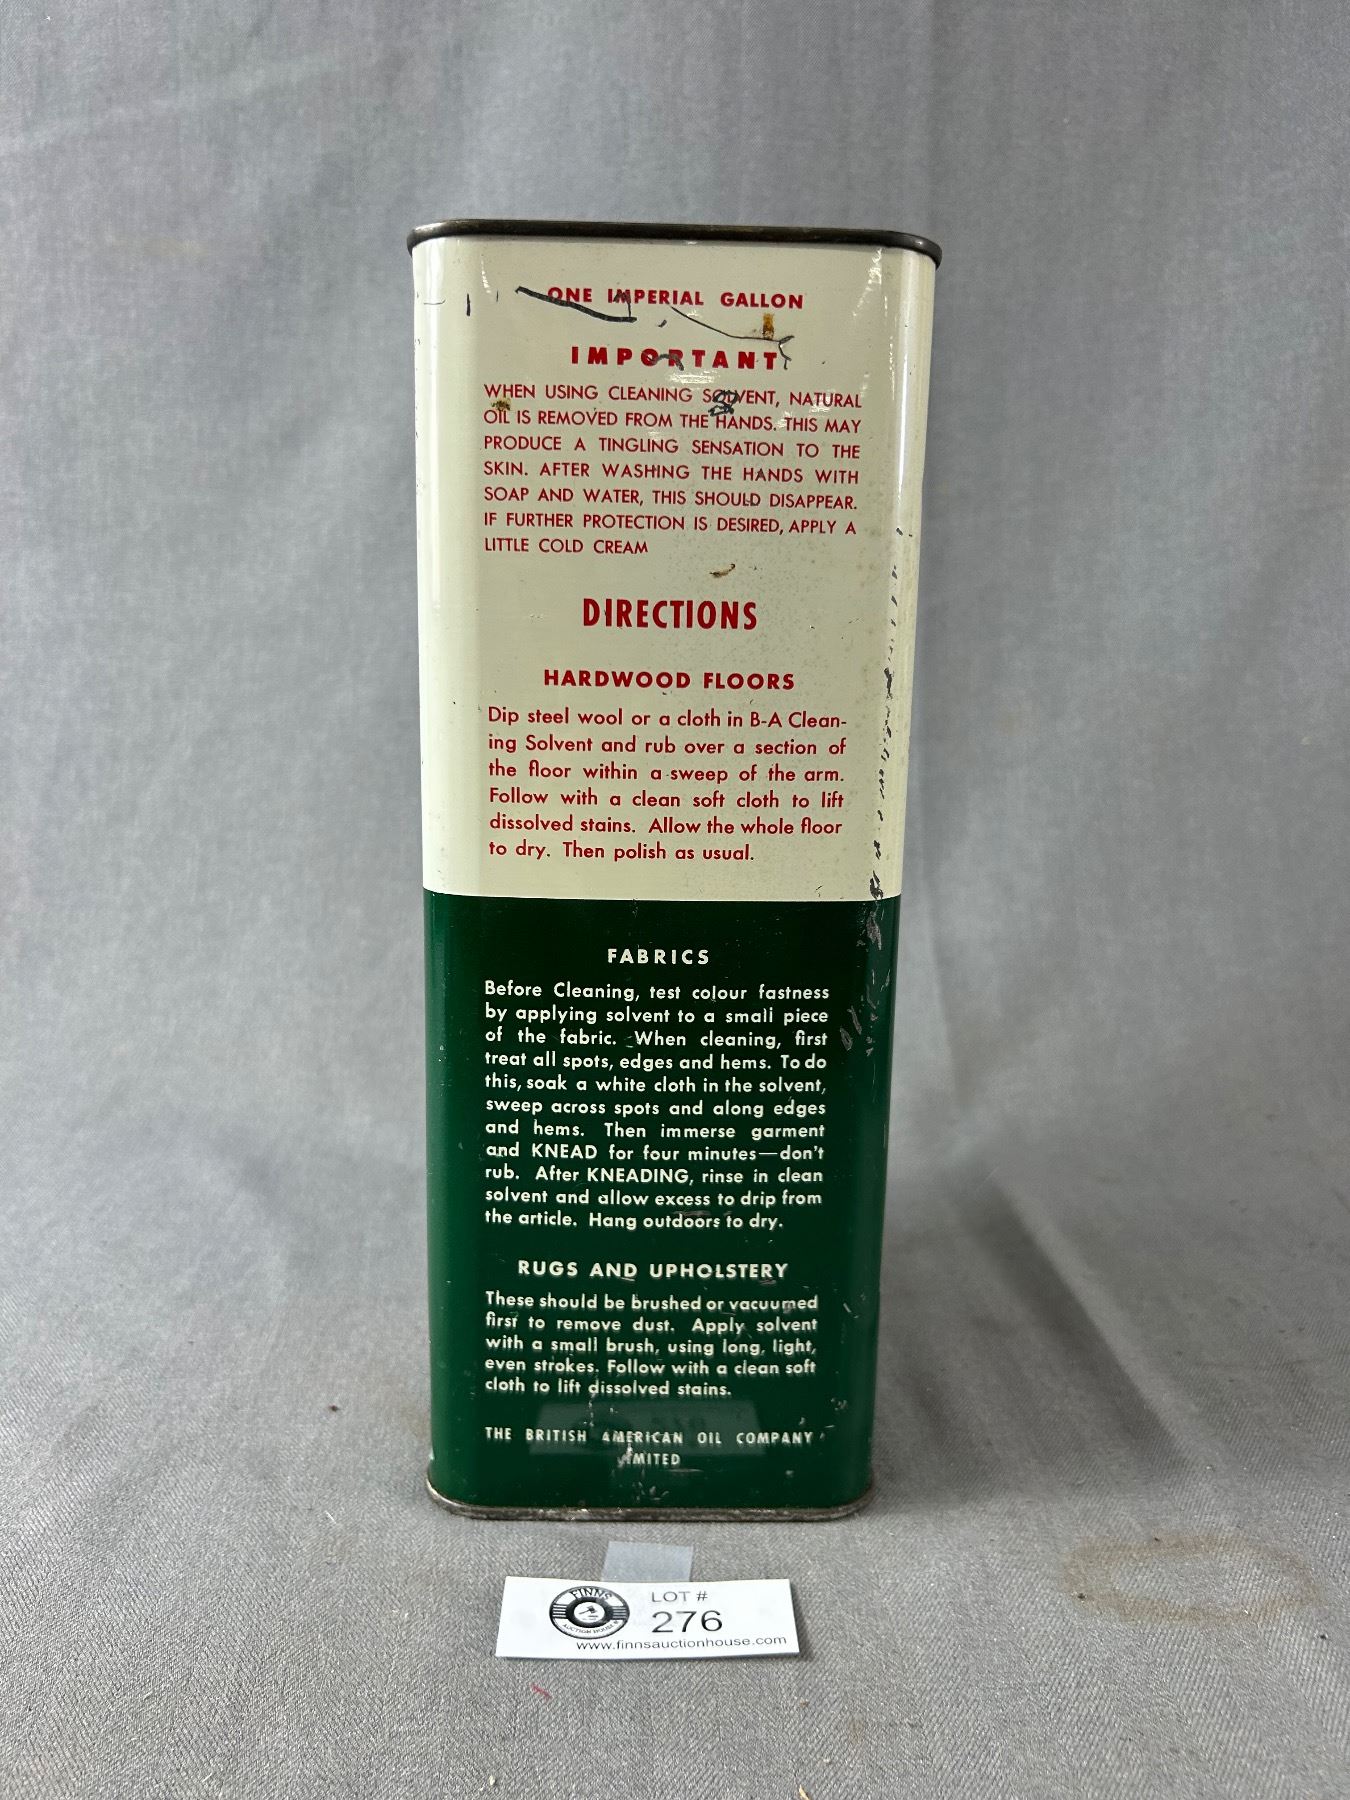 ONE IMPERIAL GALLON
IMPORTANT
WHEN USING CLEANING SOLVENT, NATURAL
OIL IS REMOVED FROM THE HANDS. THIS MAY
PRODUCE A TINGLING SENSATION TO THE
SKIN. AFTER WASHING THE HANDS WITH
SOAP AND WATER, THIS SHOULD DISAPPEAR.
IF FURTHER PROTECTION IS DESIRED, APPLY A
LITTLE COLD CREAM
DIRECTIONS
HARDWOOD FLOORS
Dip steel wool or a cloth in B-A Clean-
ing Solvent and rub over a section of
the floor within a sweep of the arm.
Follow with a clean soft cloth to lift
dissolved stains. Allow the whole floor
to dry. Then polish as usual.
FABRICS
Before Cleaning, test colour fastness
by applying solvent to a small piece
of the fabric. When cleaning, first
treat all spots, edges and hems. To do
this, soak a white cloth in the solvent,
sweep across spots and along edges
and hems. Then immerse garment
and KNEAD for four minutes—don't
rub. After KNEADING, rinse in clean
solvent and allow excess to drip from
the article. Hang outdoors to dry.
RUGS AND UPHOLSTERY
These should be brushed or vacuumed
first to remove dust. Apply solvent
with a small brush, using long, light,
even strokes. Follow with a clean soft
cloth to lift dissolved stains.
THE BRITISH AMERICAN OIL COMPANY
LIMITED
FINNS
AUCTION HOUSE
LOT #
276
www.finnsauctionhouse.com